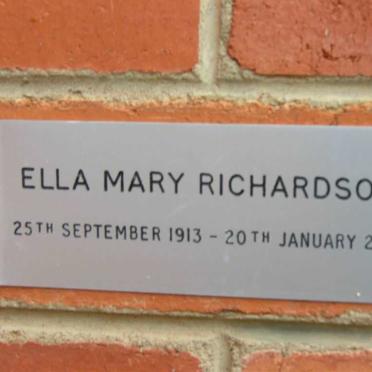 ELLA MARY RICHARDSO
25TH SEPTEMBER 1913 - 20TH JANUARY 2